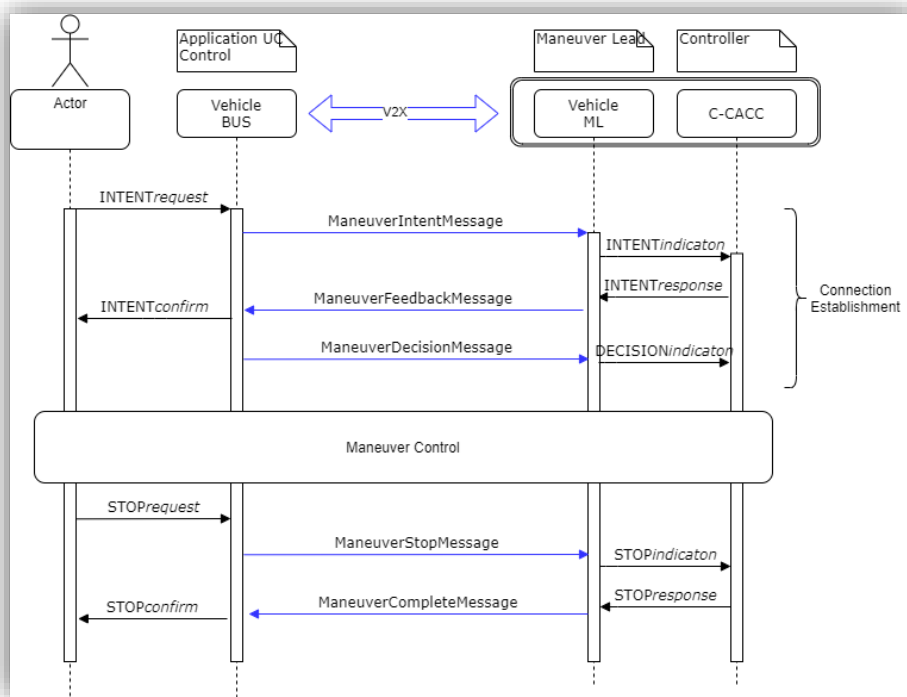 Application UC
Control
Maneuver Lead
Controller
Actor
Vehicle
BUS
V2X
Vehicle
ML
C-CACC
INTENTrequest
ManeuverIntentMessage
INTENTindicaton
INTENTresponse
ManeuverFeedbackMessage
INTENTconfirm
Connection
Establishment
ManeuverDecisionMessage
DECISIONindicaton
Maneuver Control
STOPrequest
ManeuverStopMessage
STOPindicaton
STOPresponse
ManeuverCompleteMessage
STOPconfirm